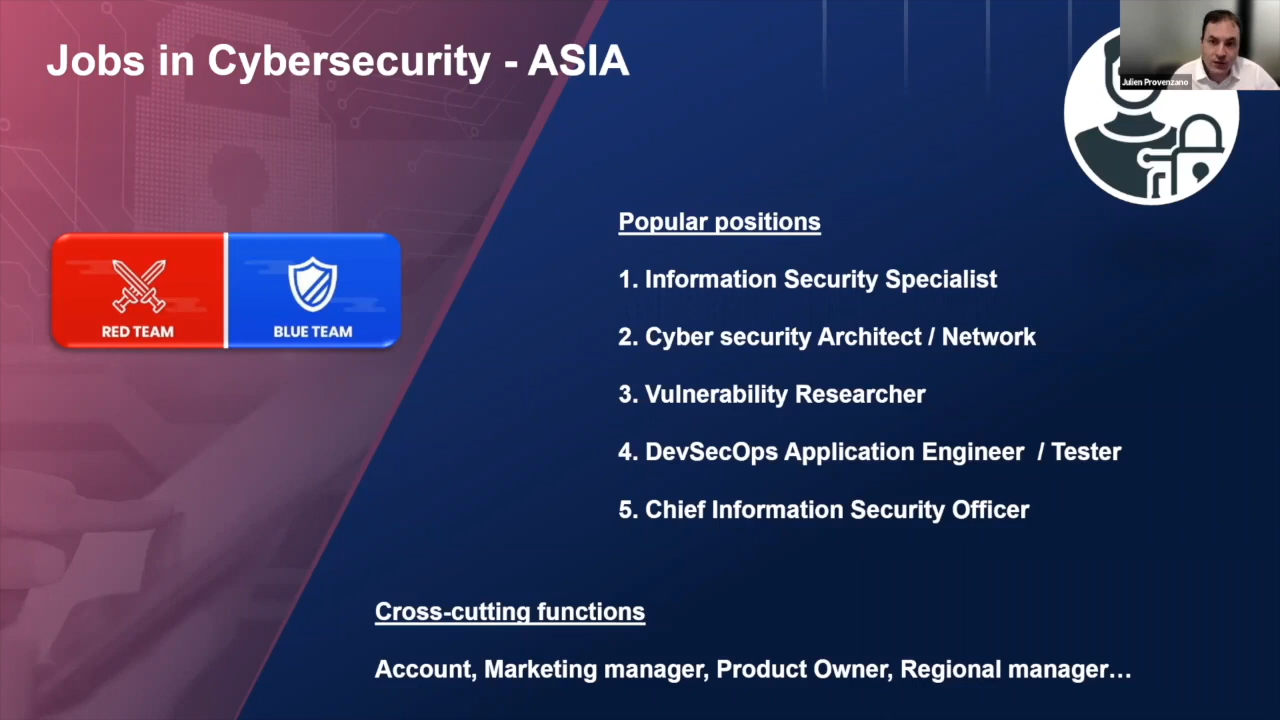 Jobs in Cybersecurity - ASIA
Julien Provenzano
RED TEAM
BLUE TEAM
Popular positions
1. Information Security Specialist
2. Cyber security Architect / Network
3. Vulnerability Researcher
4. DevSecOps Application Engineer / Tester
5. Chief Information Security Officer
Cross-cutting functions
Account, Marketing manager, Product Owner, Regional manager…